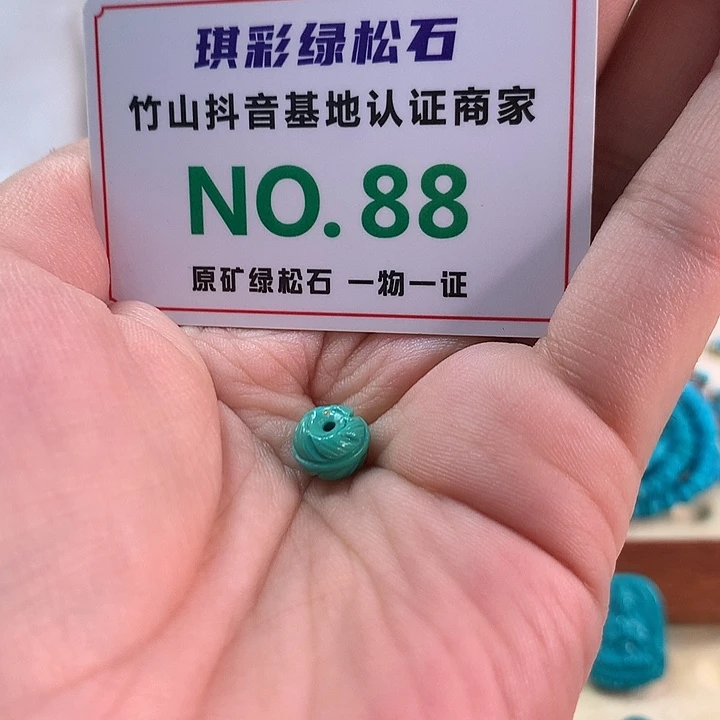 琪彩绿松石
竹山抖音基地认证商家
NO.88
原矿绿松石 一物一证